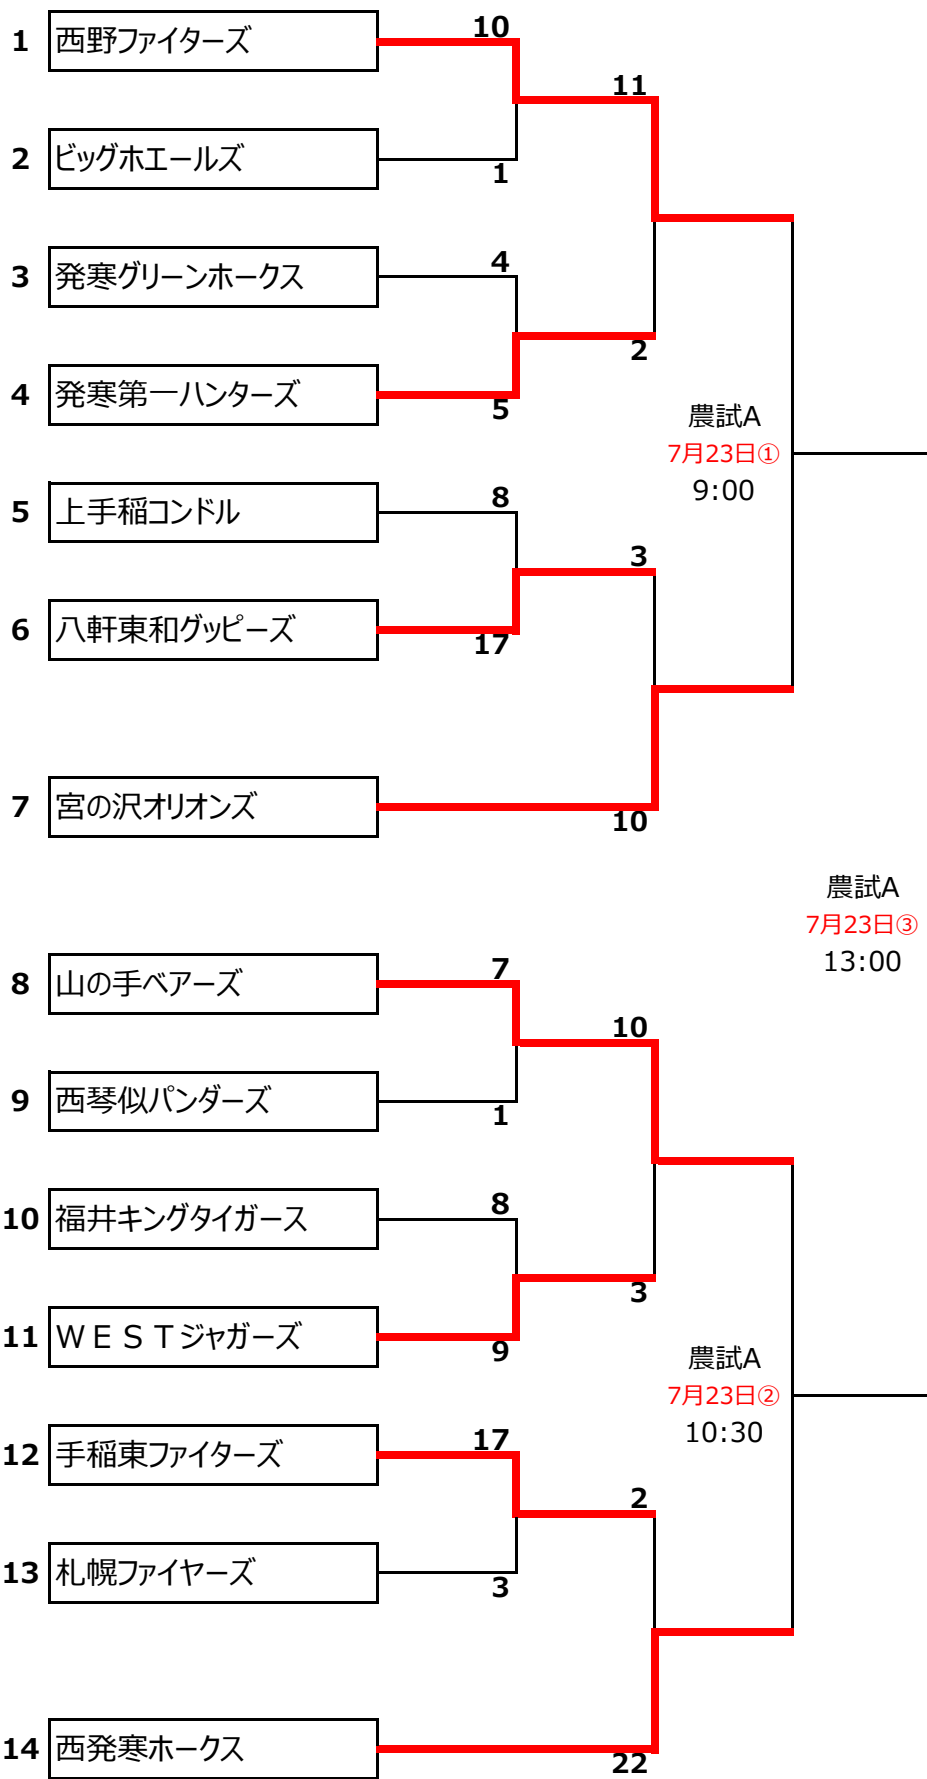 1 西野ファイターズ 10
11
2 ビッグホエールズ 1
3 発寒グリーンホークス 4
2
4 発寒第一ハンターズ 5
農試A
7月23日①
9:00
5 上手稲コンドル 8
3
6 八軒東和グッピーズ 17
7 宮の沢オリオンズ 10
農試A
7月23日③
13:00
8 山の手ベアーズ 7
10
9 西琴似パンダーズ 1
10 福井キングタイガース 8
3
11 ＷＥＳＴジャガーズ 9
農試A
7月23日②
10:30
12 手稲東ファイターズ 17
2
13 札幌ファイヤーズ 3
14 西発寒ホークス 22